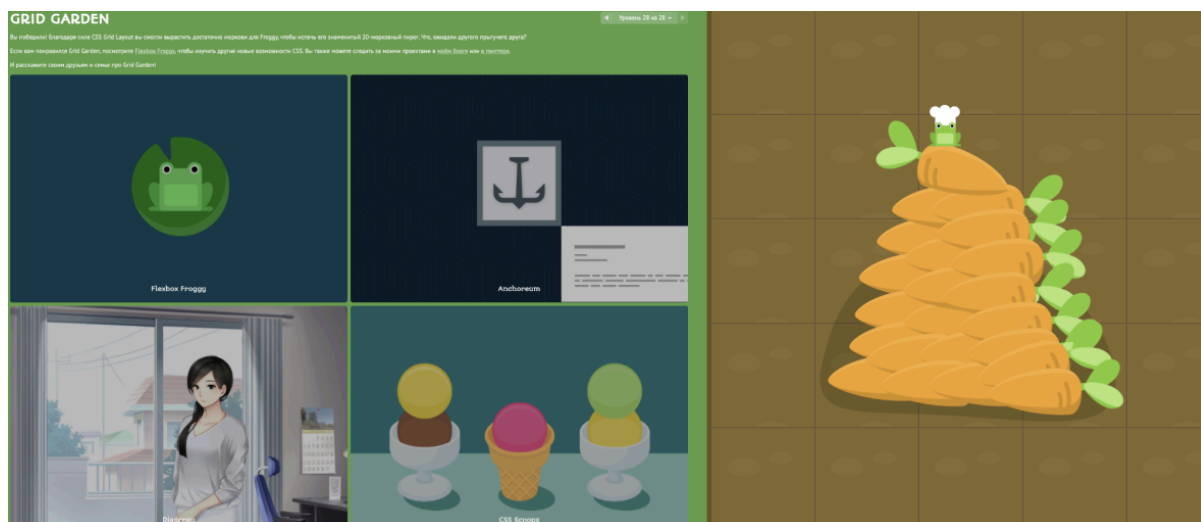 GRID GARDEN
Уровень 28 из 28
Вы победили! Благодаря силе CSS Grid Layout вы смогли вырастить достаточно моркови для Froggy, чтобы испечь его знаменитый 20-морковный пирог. Что, ожидали другого прыгучего друга?
Если вам понравился Grid Garden, посмотрите Flexbox Froggy, чтобы изучить другие новые возможности CSS. Вы также можете следить за моими проектами в моём блоге или в твиттере.
И расскажите своим друзьям и семье про Grid Garden!
Flexbox Froggy
Anchoreum
CSS Scoops